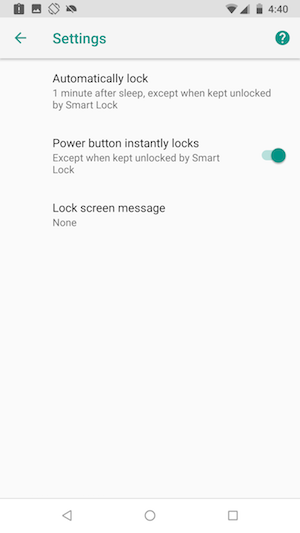 4:40
Settings
?
Automatically lock
1 minute after sleep, except when kept unlocked
by Smart Lock
Power button instantly locks
Except when kept unlocked by Smart
Lock
Lock screen message
None